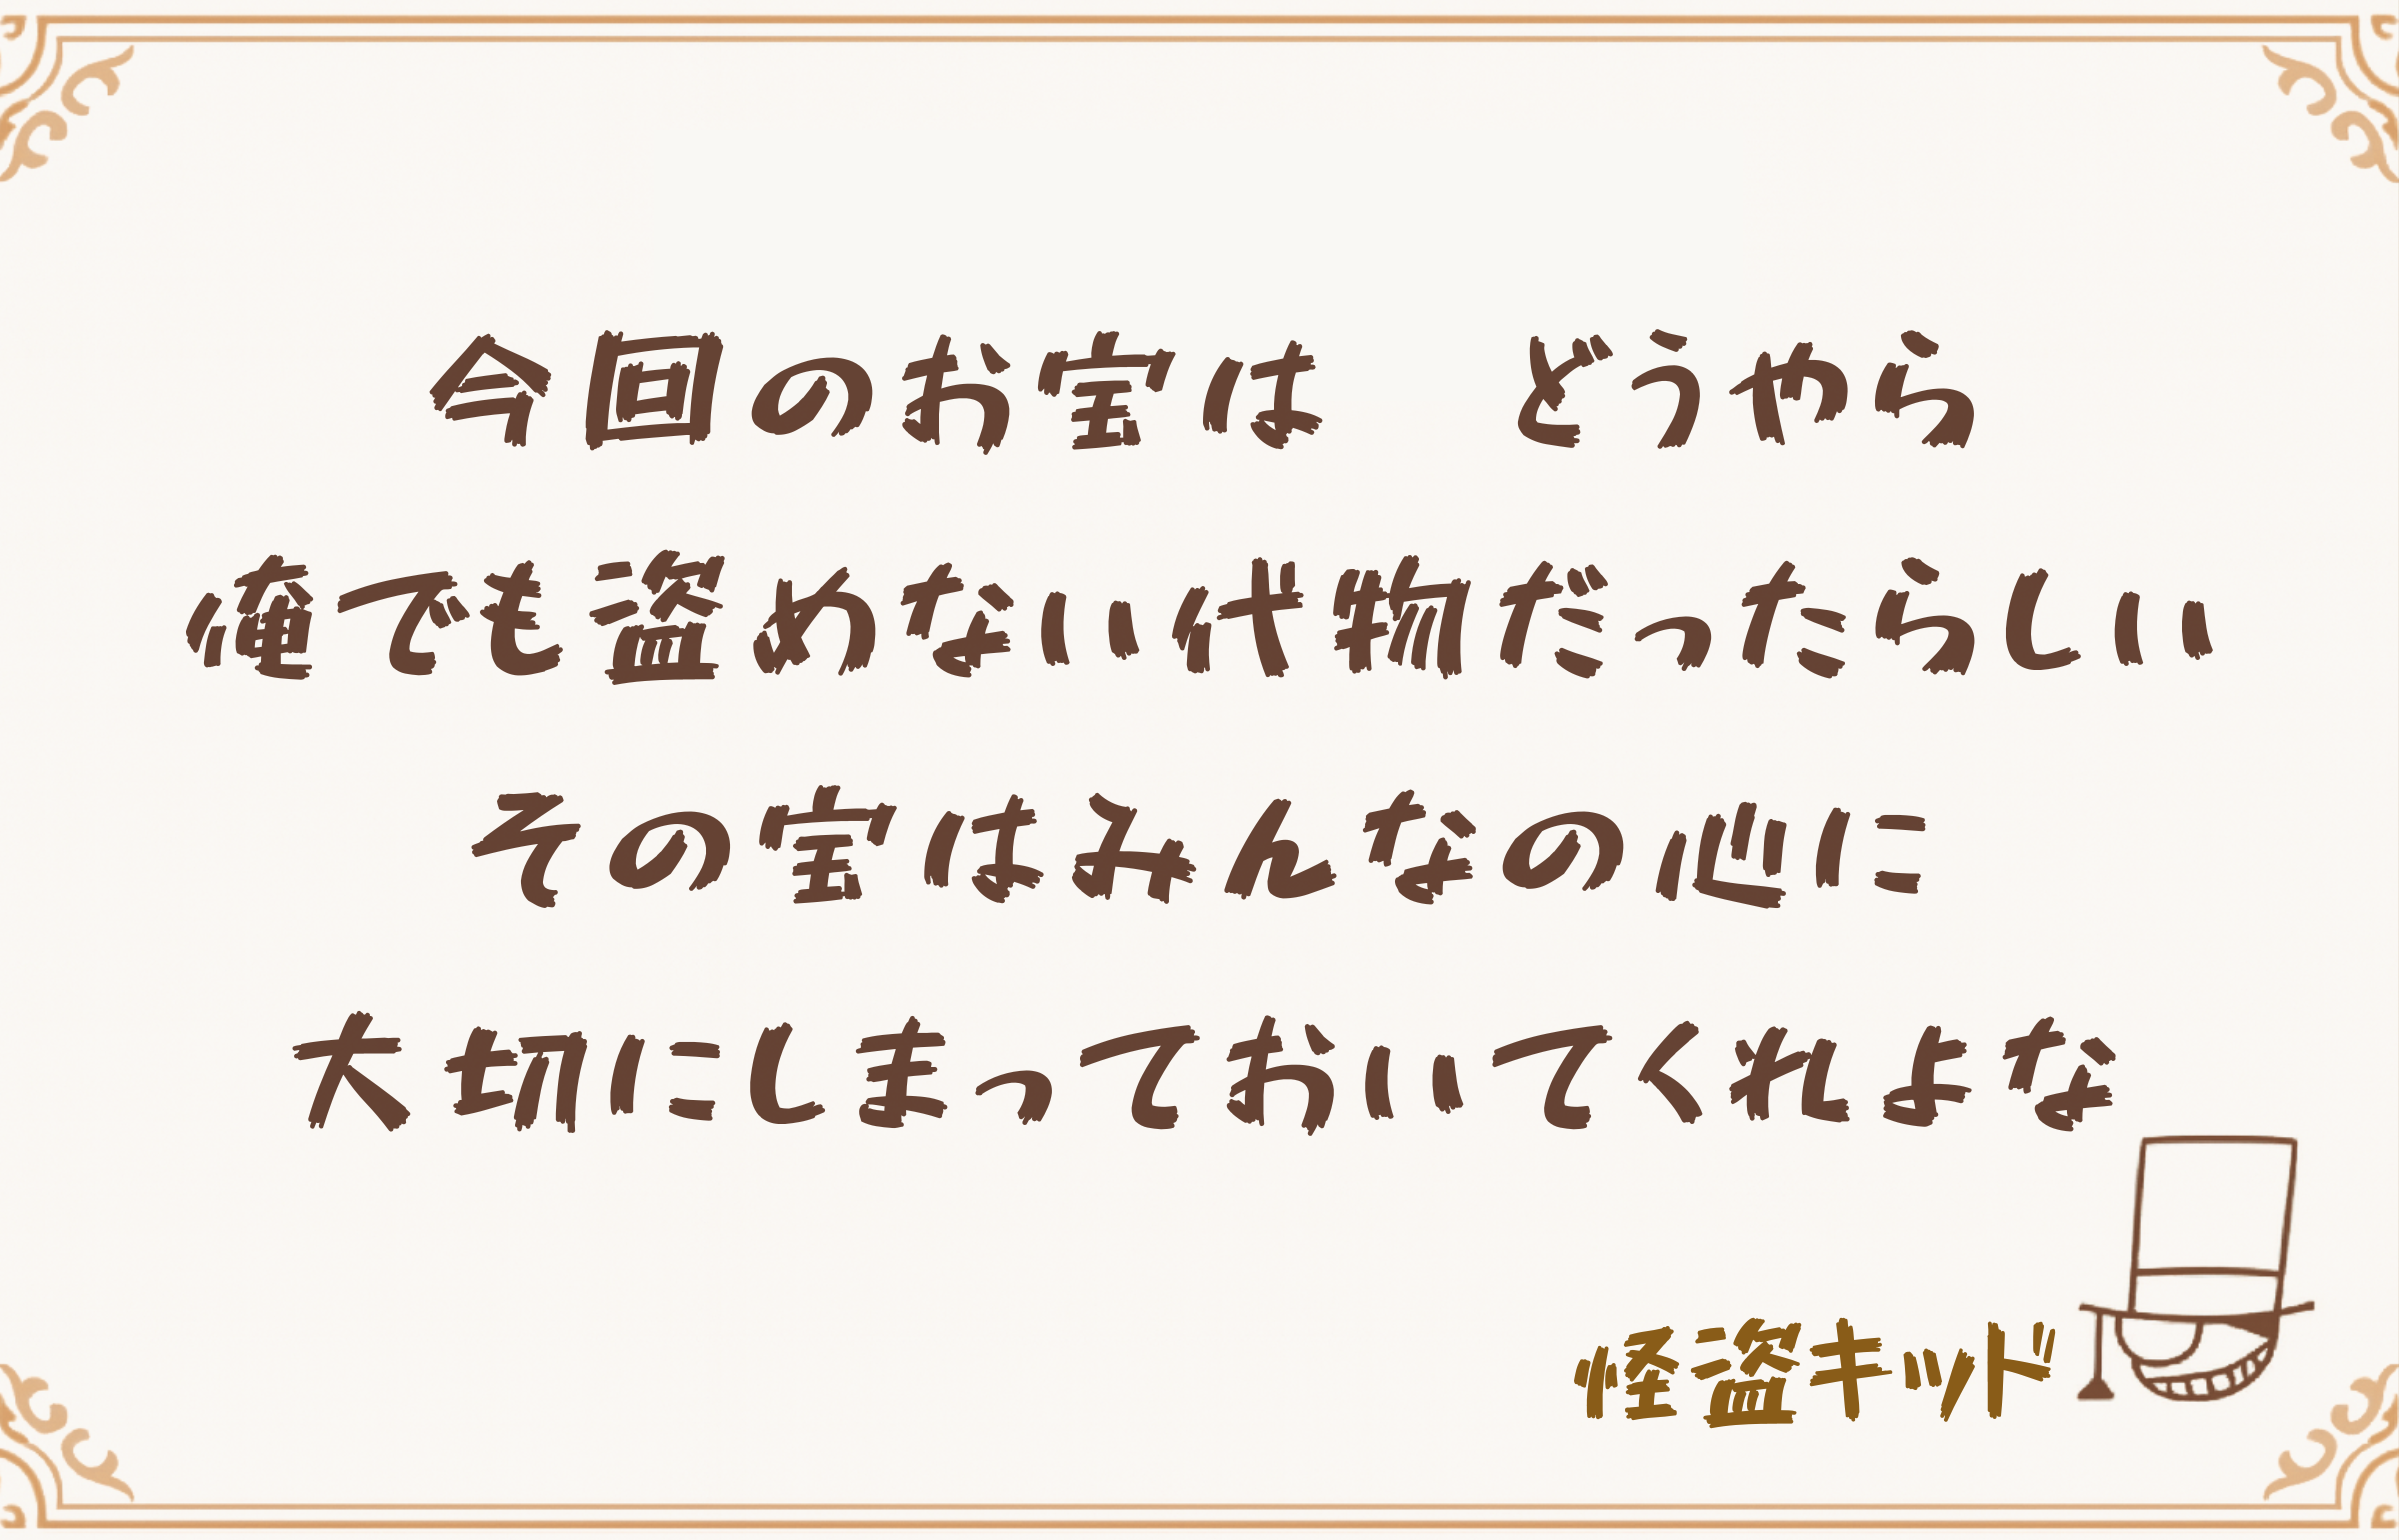 今回のお宝は　どうやら
俺でも盗めない代物だったらしい
その宝はみんなの心に
大切にしまっておいてくれよな
怪盗キッド